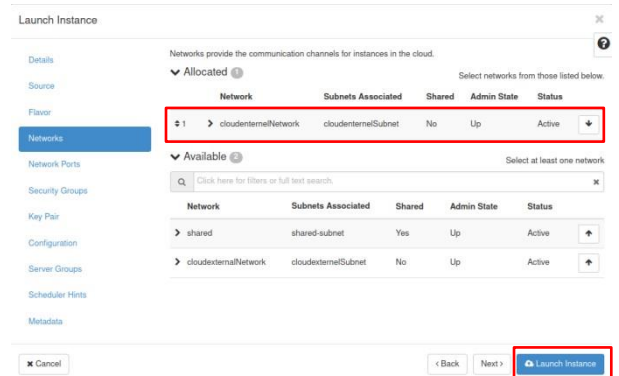 Launch Instance
Details
Source
Flavor
Networks
Network Ports
Security Groups
Key Pair
Configuration
Server Groups
Scheduler Hints
Metadata
Networks provide the communication channels for instances in the cloud.
Allocated 1
Select networks from those listed below.
Network Subnets Associated Shared Admin State Status
1 cloudenternelNetwork cloudenternelSubnet No Up Active
Available 2
Select at least one network
Click here for filters or full text search.
Network Subnets Associated Shared Admin State Status
shared shared-subnet Yes Up Active
cloudexternalNetwork cloudexternelSubnet No Up Active
× Cancel
‹ Back Next › Launch Instance